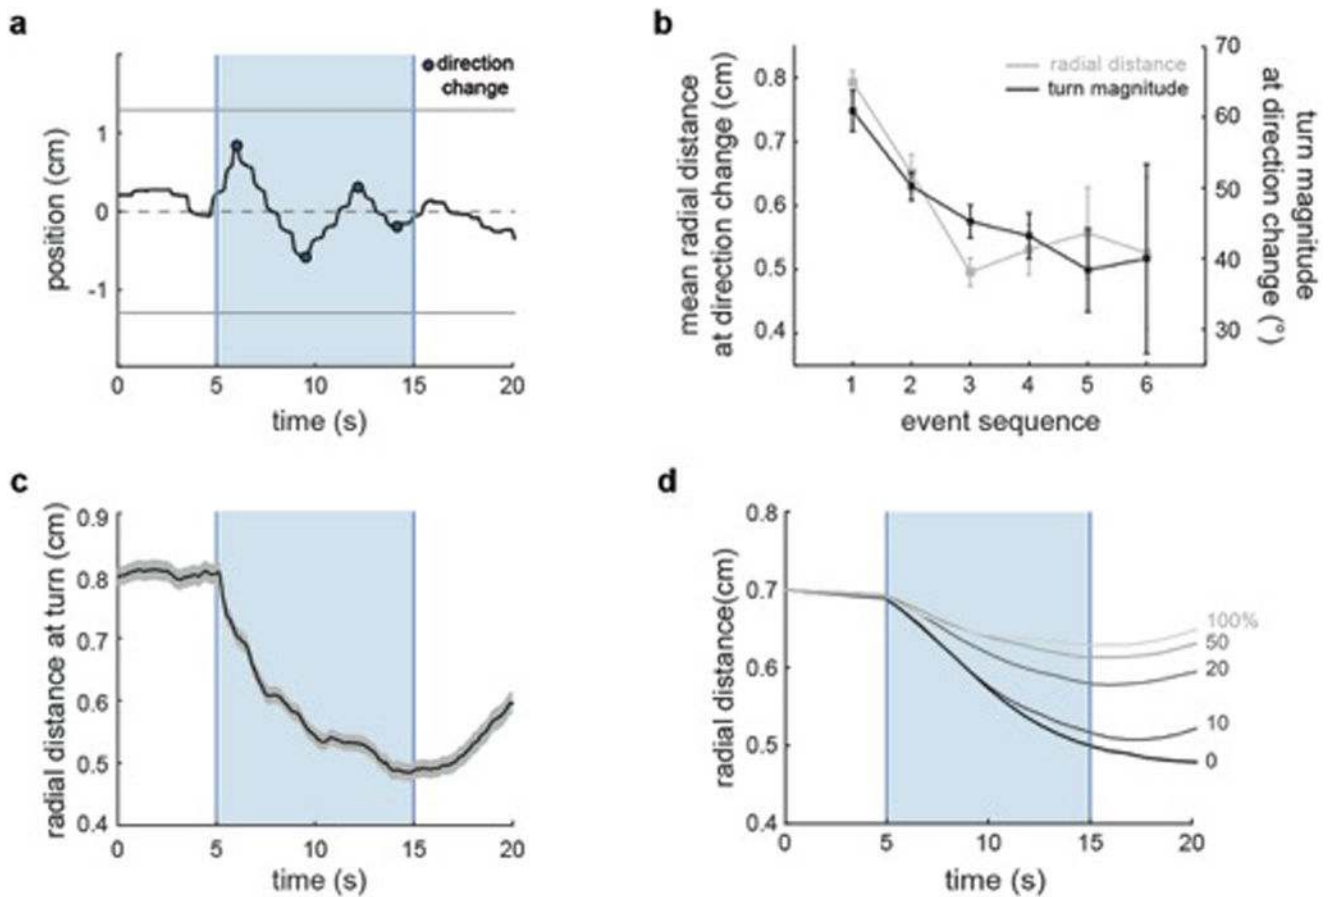 a
direction
change
position (cm)
1
0
-1
0
5
10
15
20
time (s)
b
mean radial distance
at direction change (cm)
0.8
0.7
0.6
0.5
0.4
radial distance
turn magnitude
70
60
50
40
30
turn magnitude
at direction change (°)
1
2
3
4
5
6
event sequence
c
radial distance at turn (cm)
0.9
0.8
0.7
0.6
0.5
0.4
0
5
10
15
20
time (s)
d
radial distance(cm)
0.8
0.7
0.6
0.5
0.4
100%
50
20
10
0
0
5
10
15
20
time (s)